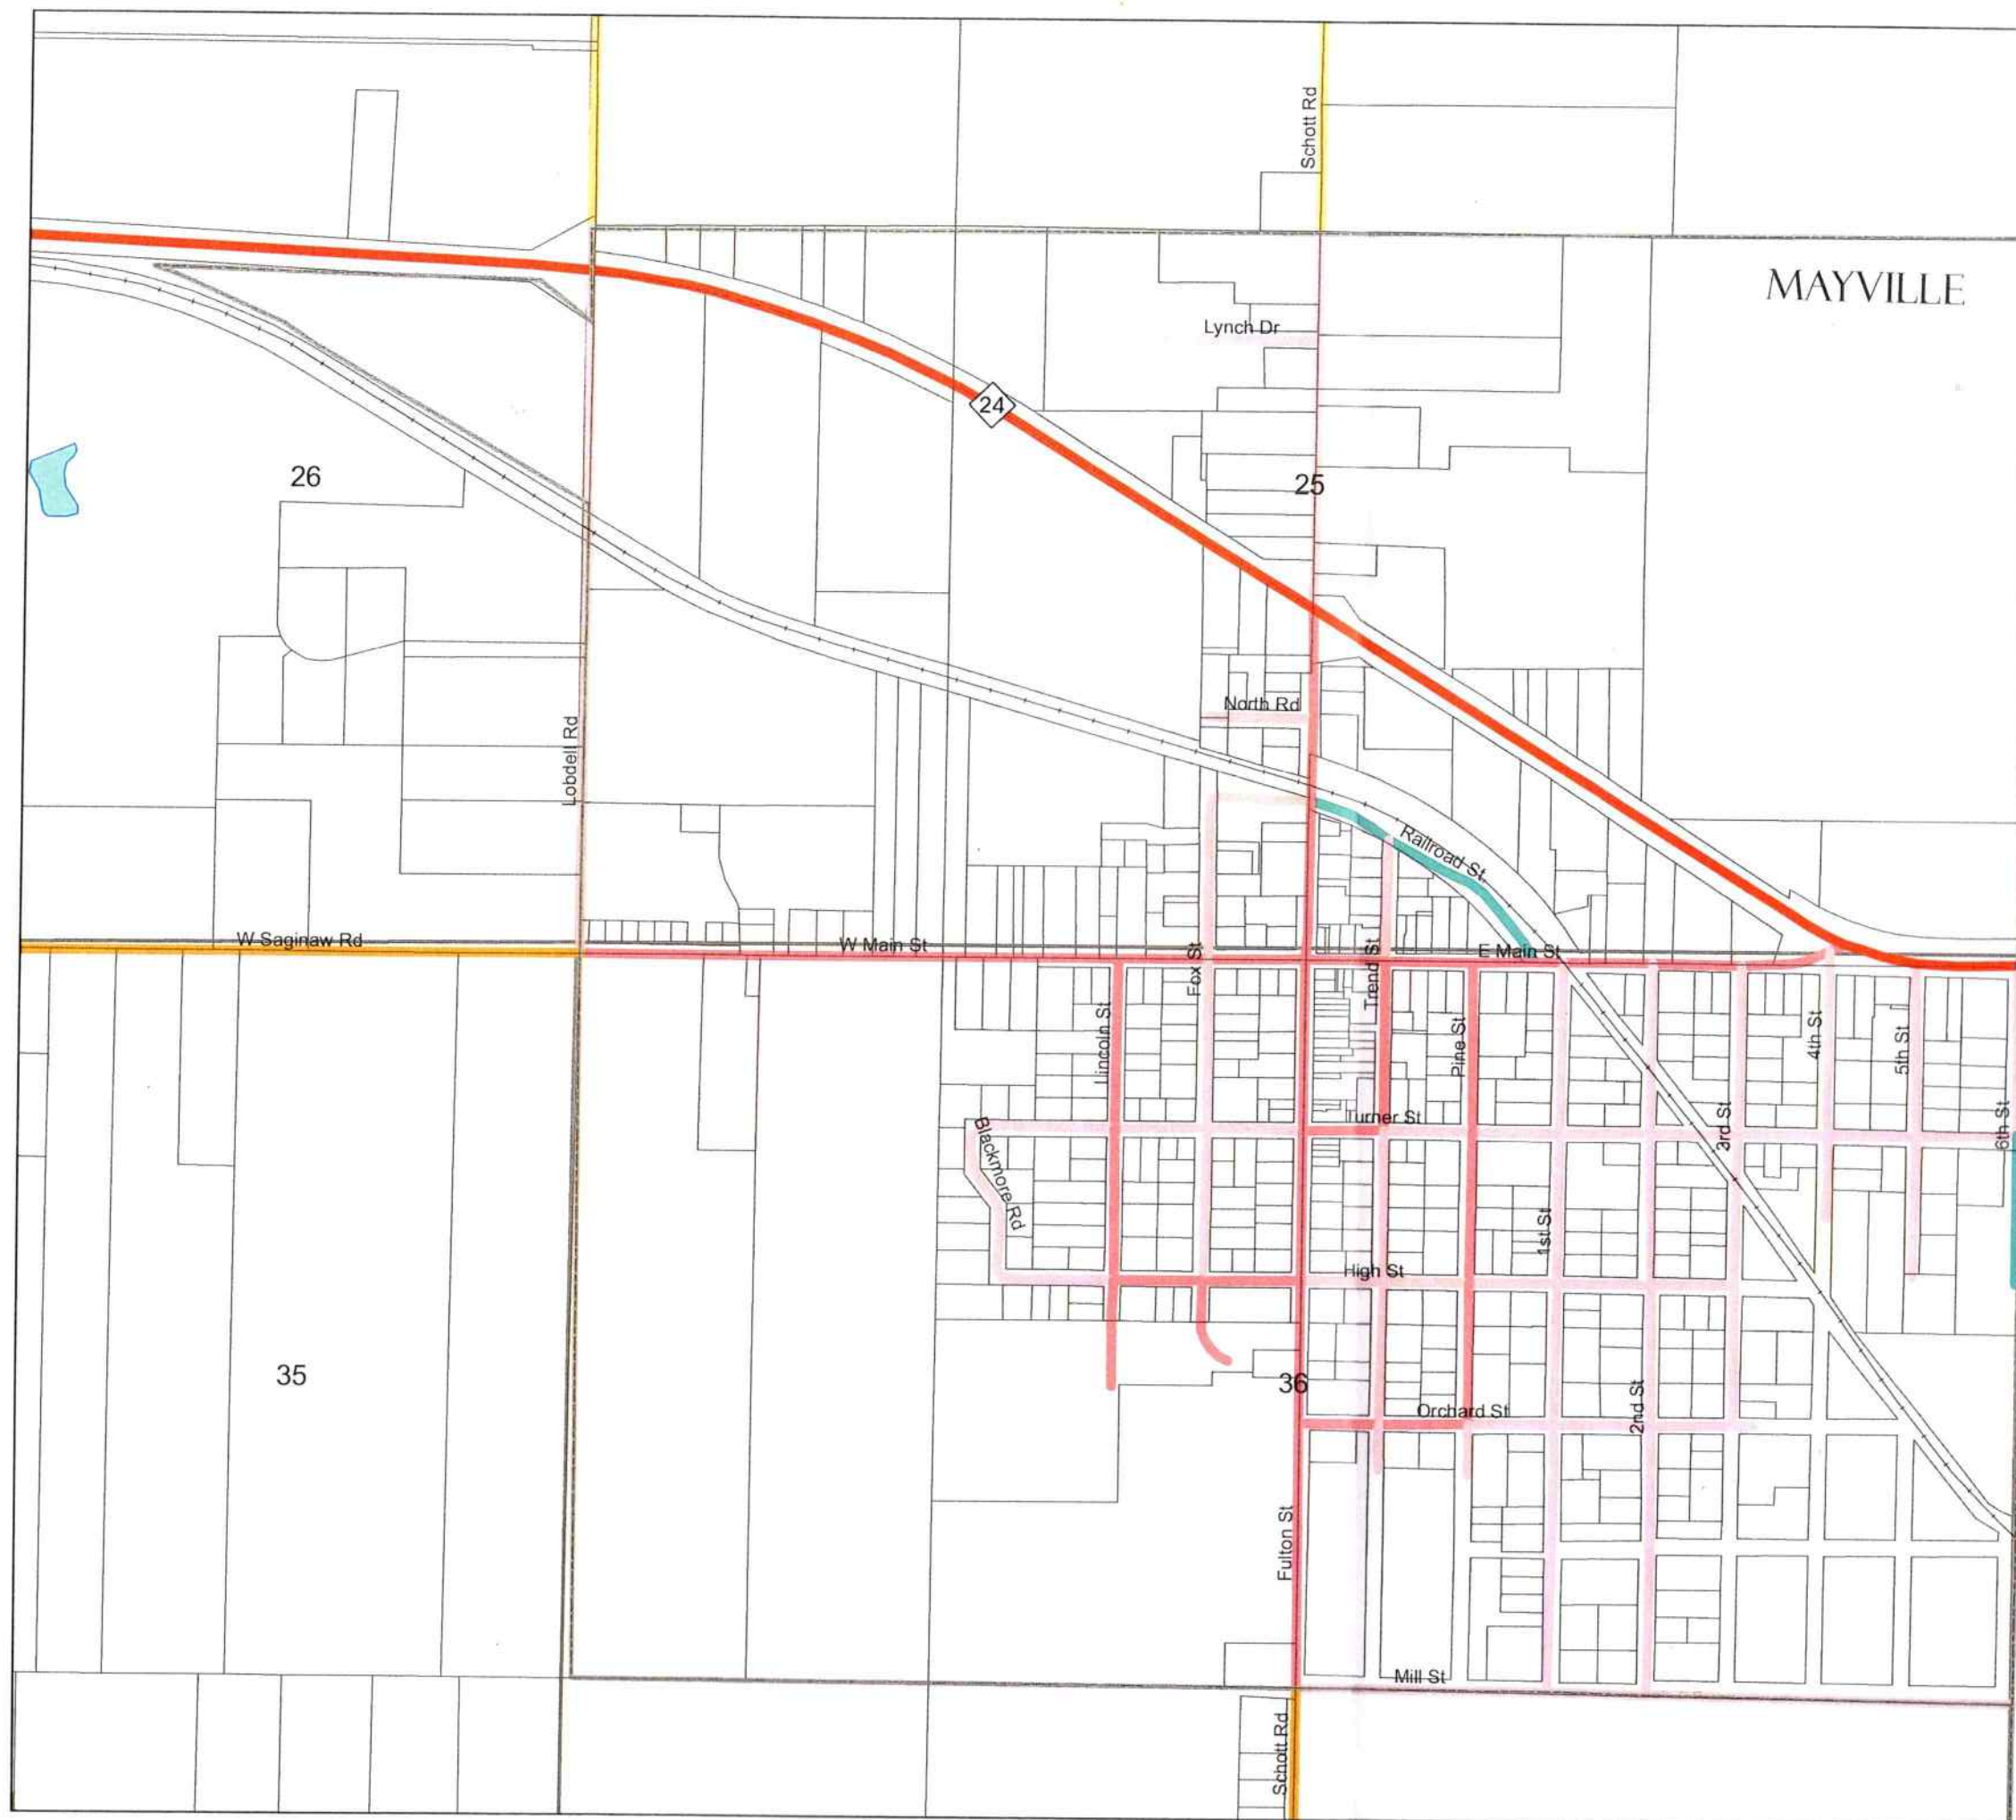 Schott Rd
MAYVILLE
Lynch Dr
24
26
25
North Rd
Lobdell Rd
Railroad St.
W Saginaw Rd
W Main St
E Main St
Fox St
Trend St
Lincoln St
Pine St
4th St
5th St
Turner St
3rd St
6th St
Blackmore Rd
1st St
High St
35
36
Orchard St
2nd St
Fulton St
Mill St
Schott Rd